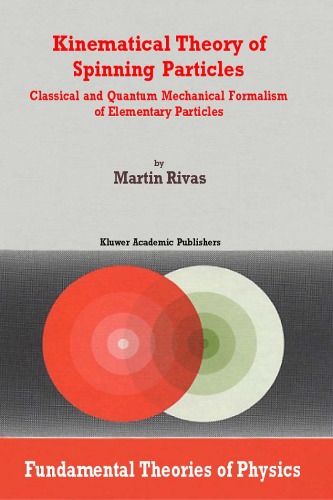 Kinematical Theory of
Spinning Particles
Classical and Quantum Mechanical Formalism
of Elementary Particles
by
Martin Rivas
Kluwer Academic Publishers
Fundamental Theories of Physics